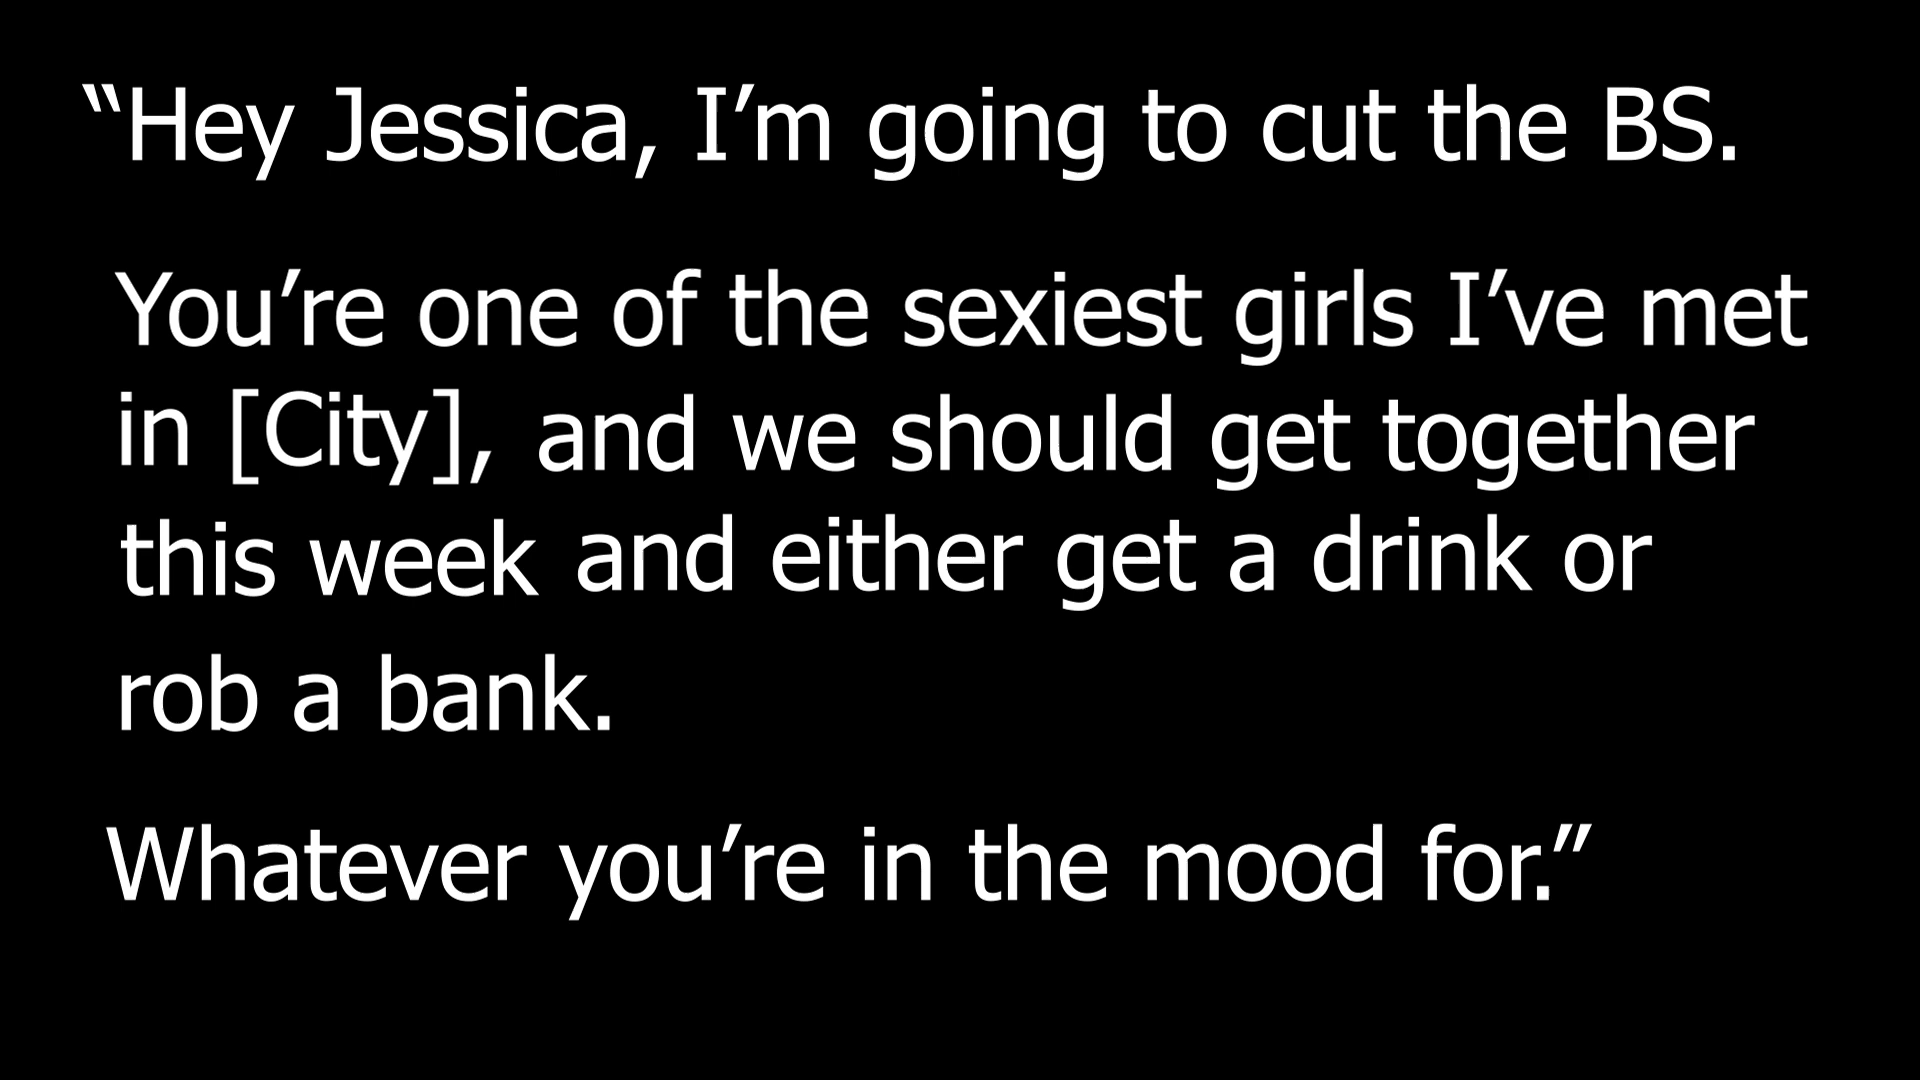 “Hey Jessica, I’m going to cut the BS.
You’re one of the sexiest girls I’ve met
in [City], and we should get together
this week and either get a drink or
rob a bank.
Whatever you’re in the mood for.”